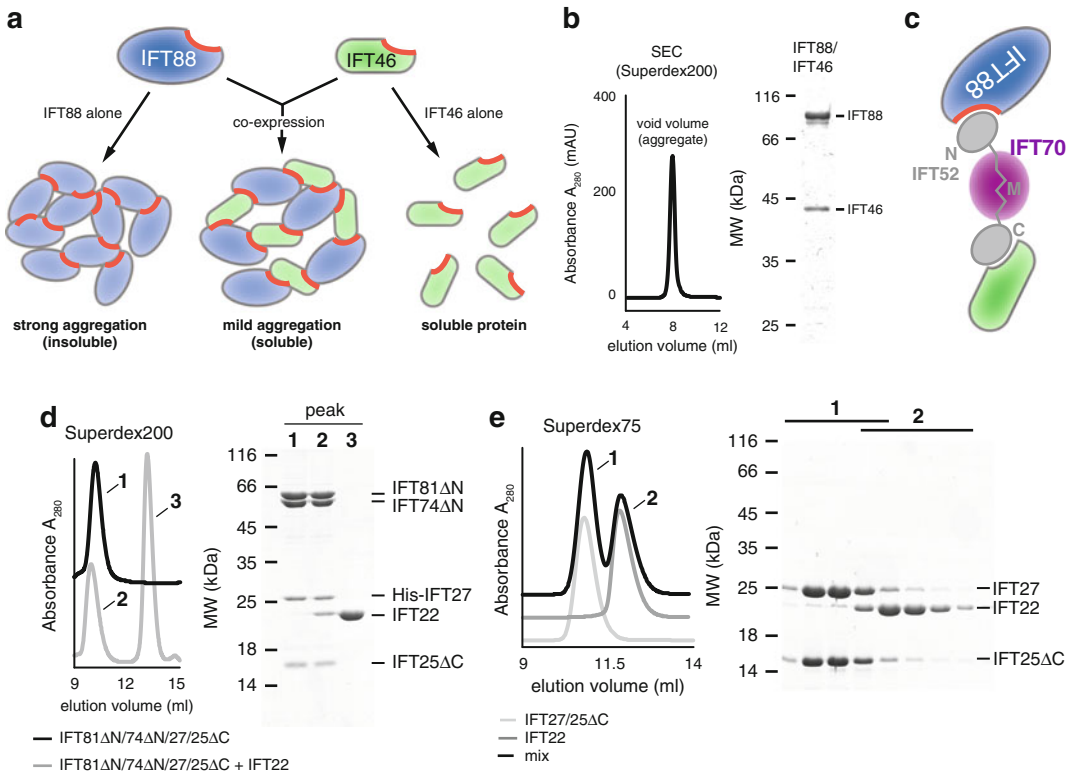 a
IFT88
IFT46
IFT88 alone
co-expression
IFT46 alone
strong aggregation
(insoluble)
mild aggregation
(soluble)
soluble protein
b
SEC
(Superdex200)
400
200
0
void volume
(aggregate)
Absorbance A280 (mAU)
4 8 12
elution volume (ml)
IFT88/
IFT46
MW (kDa)
116
66
45
35
25
IFT88
IFT46
c
IFT88
IFT70
N
IFT52
M
C
d
Superdex200
1
3
2
Absorbance A280
9 12 15
elution volume (ml)
IFT81ΔN/74ΔN/27/25ΔC
IFT81ΔN/74ΔN/27/25ΔC + IFT22
peak
1 2 3
MW (kDa)
116
66
45
35
25
18
14
IFT81ΔN
IFT74ΔN
His-IFT27
IFT22
IFT25ΔC
e
Superdex75
1
2
Absorbance A280
9 11.5 14
elution volume (ml)
IFT27/25ΔC
IFT22
mix
1
2
MW (kDa)
116
66
45
35
25
18
14
IFT27
IFT22
IFT25ΔC